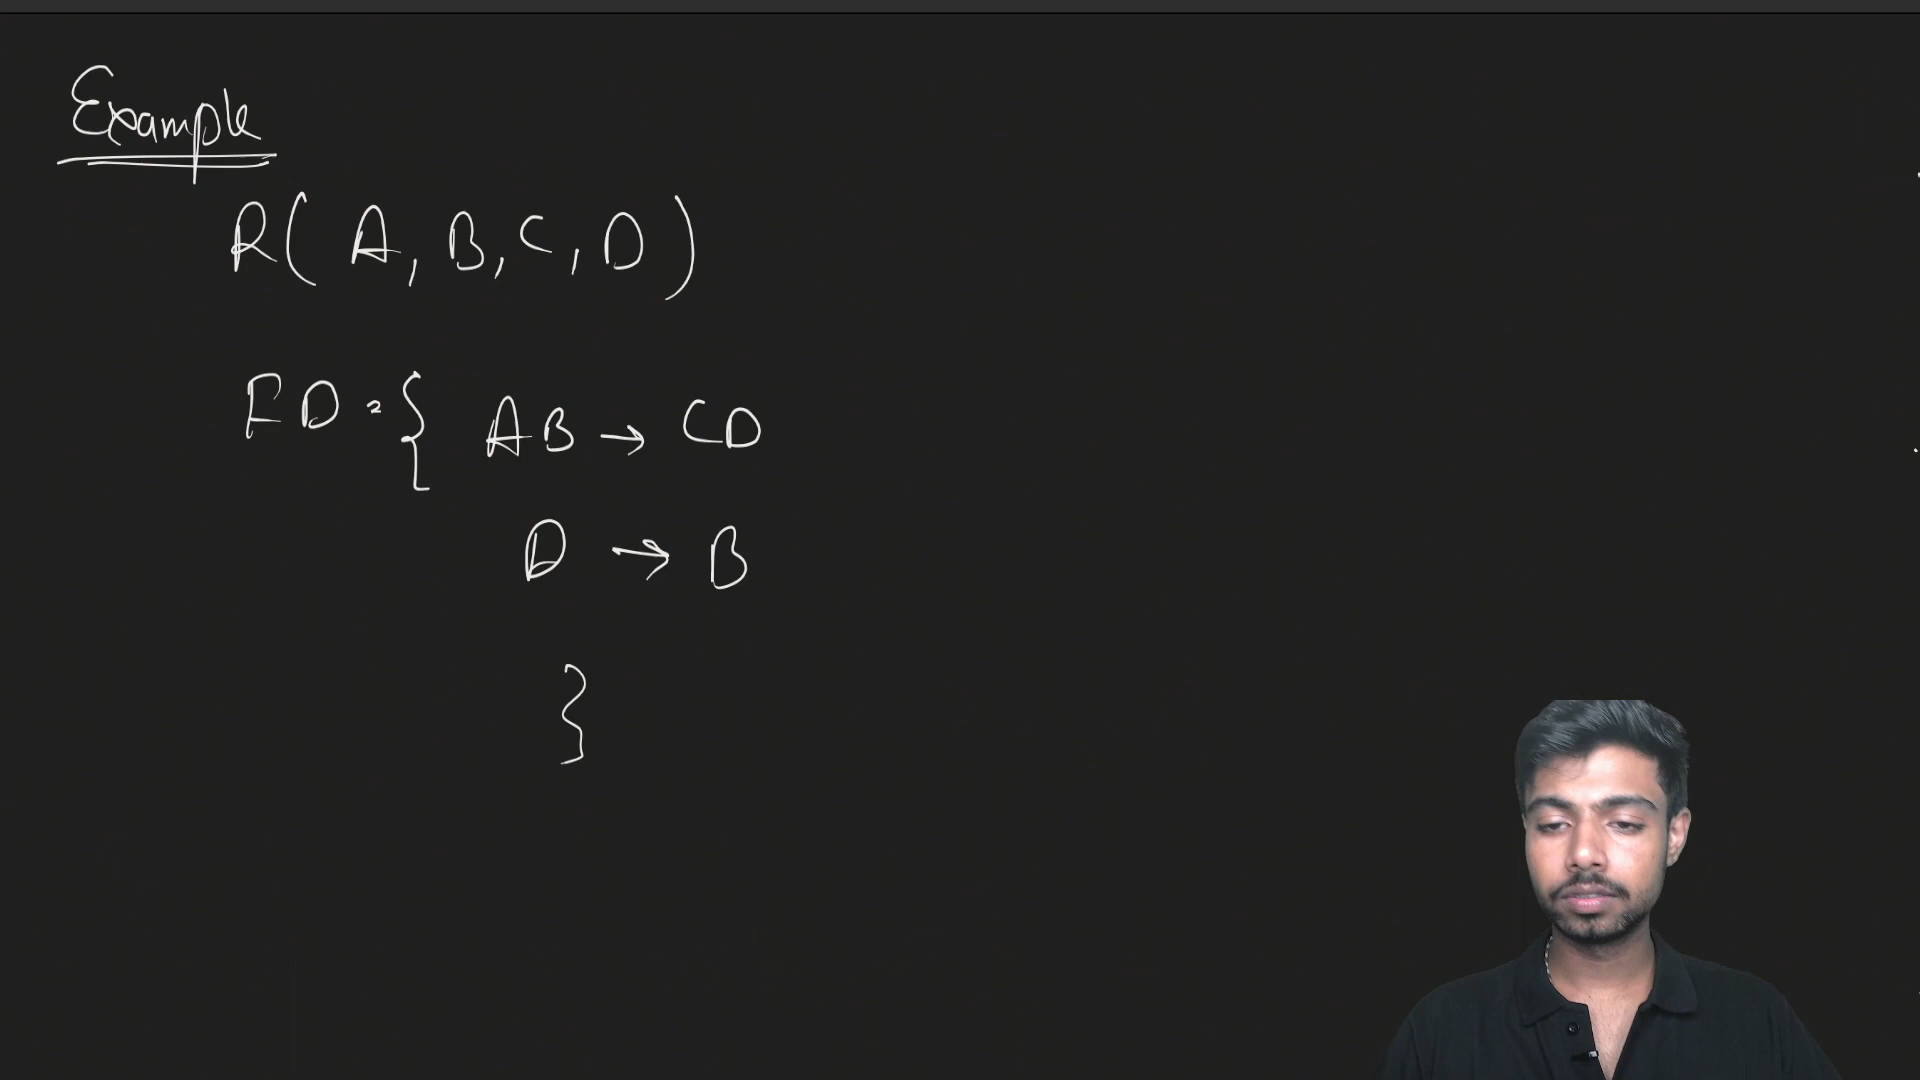 Example
R( A, B, C, D )
FD = { AB → CD
D → B
}